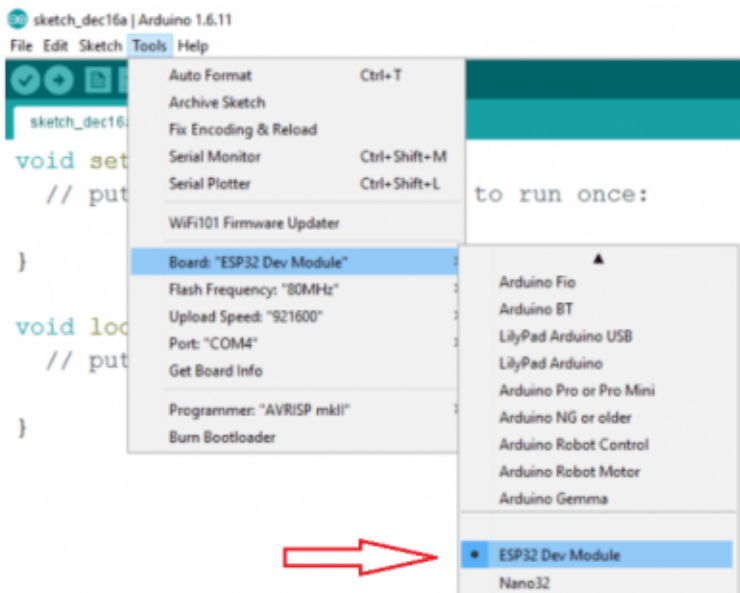 sketch_dec16a | Arduino 1.6.11
File Edit Sketch Tools Help
sketch_dec16
Auto Format Ctrl+T
Archive Sketch
Fix Encoding & Reload
Serial Monitor Ctrl+Shift+M
Serial Plotter Ctrl+Shift+L
WiFi101 Firmware Updater
Board: "ESP32 Dev Module"
Flash Frequency: "80MHz"
Upload Speed: "921600"
Port: "COM4"
Get Board Info
Programmer: "AVRISP mkII"
Burn Bootloader
void set
// put to run once:
}
void loo
// put
}
Arduino Fio
Arduino BT
LilyPad Arduino USB
LilyPad Arduino
Arduino Pro or Pro Mini
Arduino NG or older
Arduino Robot Control
Arduino Robot Motor
Arduino Gemma
ESP32 Dev Module
Nano32